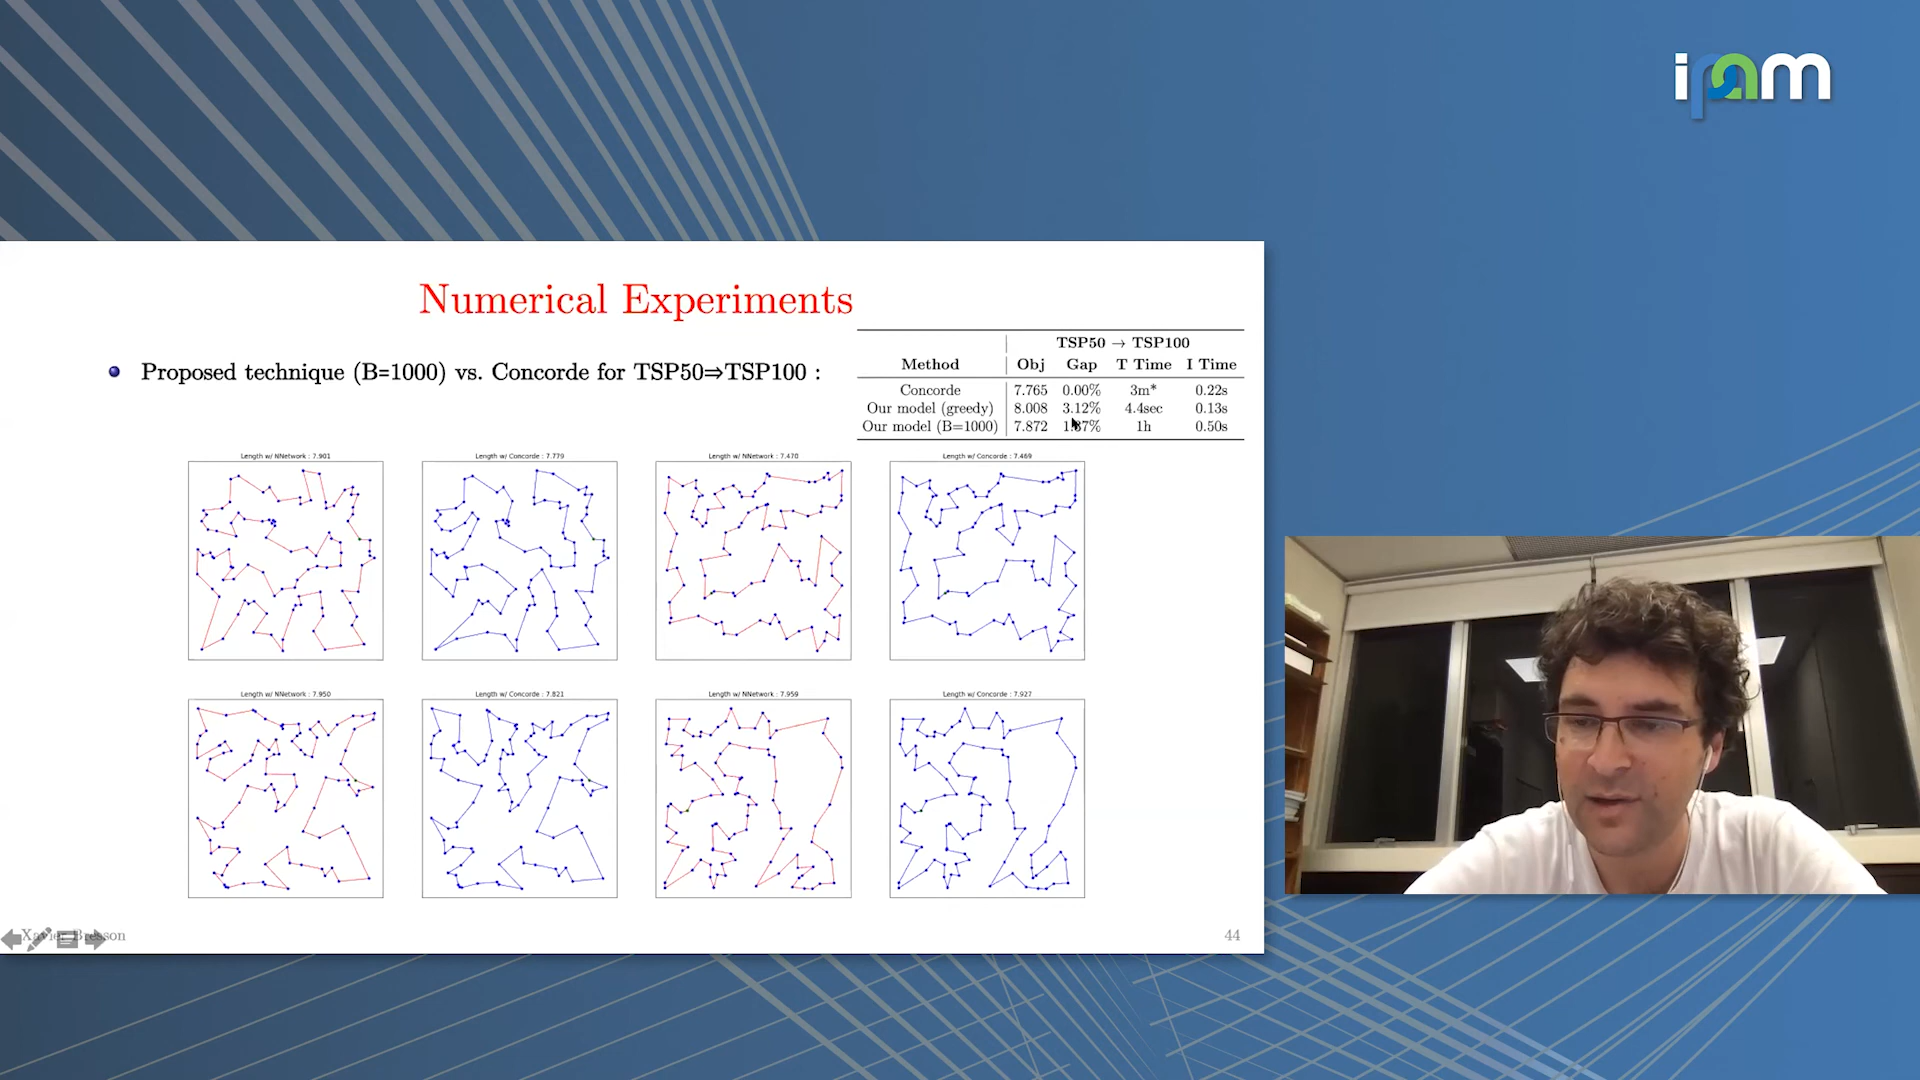 ipam
Numerical Experiments
Proposed technique (B=1000) vs. Concorde for TSP50⇒TSP100 :
TSP50 → TSP100
Method Obj Gap T Time I Time
Concorde 7.765 0.00% 3m* 0.22s
Our model (greedy) 8.008 3.12% 4.4sec 0.13s
Our model (B=1000) 7.872 1h 0.50s
Length w/ NNetwork : 7.901
Length w/ Concorde : 7.779
Length w/ NNetwork : 7.470
Length w/ Concorde : 7.469
Length w/ NNetwork : 7.950
Length w/ Concorde : 7.821
Length w/ NNetwork : 7.959
Length w/ Concorde : 7.927
Xavier Bresson
44